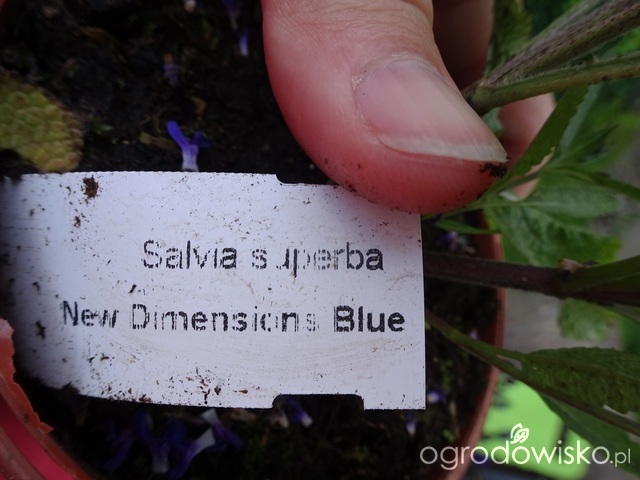 Salvia superba
New Dimensions Blue
ogrodowisko.pl